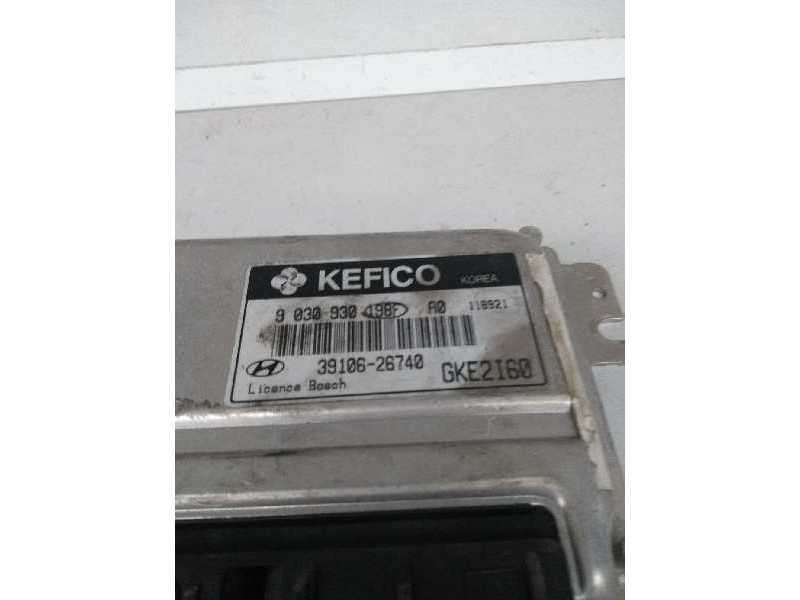 KEFICO KOREA
9 030 930 198F A0 118921
39106-26740 GKE2I60
Licence Bosch